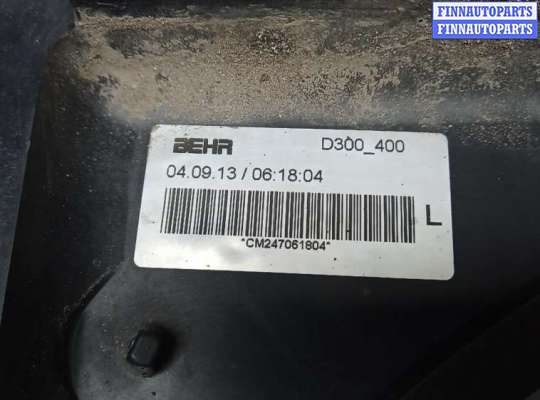 FINNAUTOPARTS
FINNAUTOPARTS
BEHR D300_400
04.09.13 / 06:18:04
L
*CM247061804*